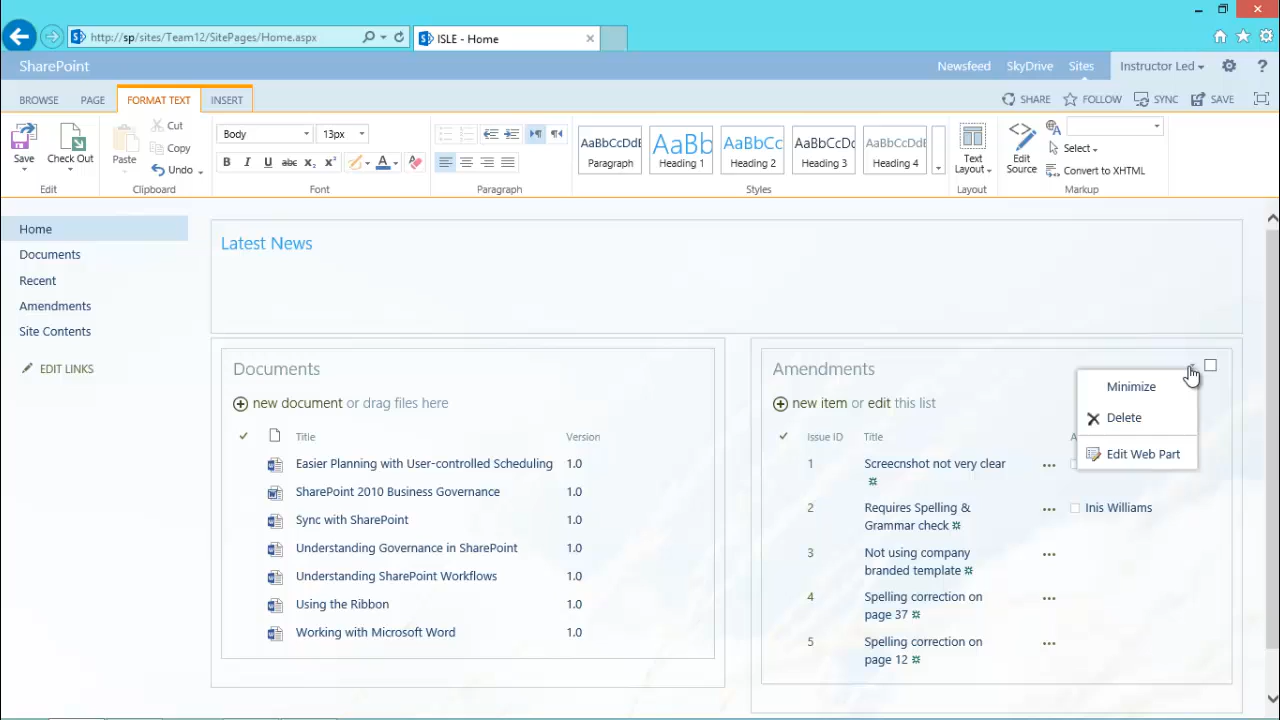 http://sp/sites/Team12/SitePages/Home.aspx
ISLE - Home
SharePoint
Newsfeed SkyDrive Sites Instructor Led
BROWSE PAGE FORMAT TEXT INSERT SHARE FOLLOW SYNC SAVE
Save Check Out Paste Cut Copy Undo
Body 13px
B I U abc x₂ x²
AaBbCcDdE AaBb AaBbCc AaBbCcDc AaBbCcDdE
Paragraph Heading 1 Heading 2 Heading 3 Heading 4
Text Layout
Edit Source
Select
Convert to XHTML
Edit Clipboard Font Paragraph Styles Layout Markup
Home
Documents
Recent
Amendments
Site Contents
EDIT LINKS
Latest News
Documents
new document or drag files here
Title Version
Easier Planning with User-controlled Scheduling 1.0
SharePoint 2010 Business Governance 1.0
Sync with SharePoint 1.0
Understanding Governance in SharePoint 1.0
Understanding SharePoint Workflows 1.0
Using the Ribbon 1.0
Working with Microsoft Word 1.0
Amendments
new item or edit this list
Issue ID Title A
1 Screecnshot not very clear
2 Requires Spelling &
Grammar check
Inis Williams
3 Not using company
branded template
4 Spelling correction on
page 37
5 Spelling correction on
page 12
Minimize
Delete
Edit Web Part